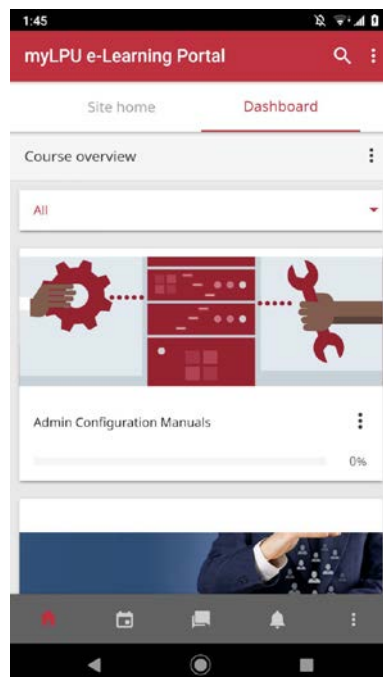 1:45
myLPU e-Learning Portal
Site home
Dashboard
Course overview
All
Admin Configuration Manuals
0%